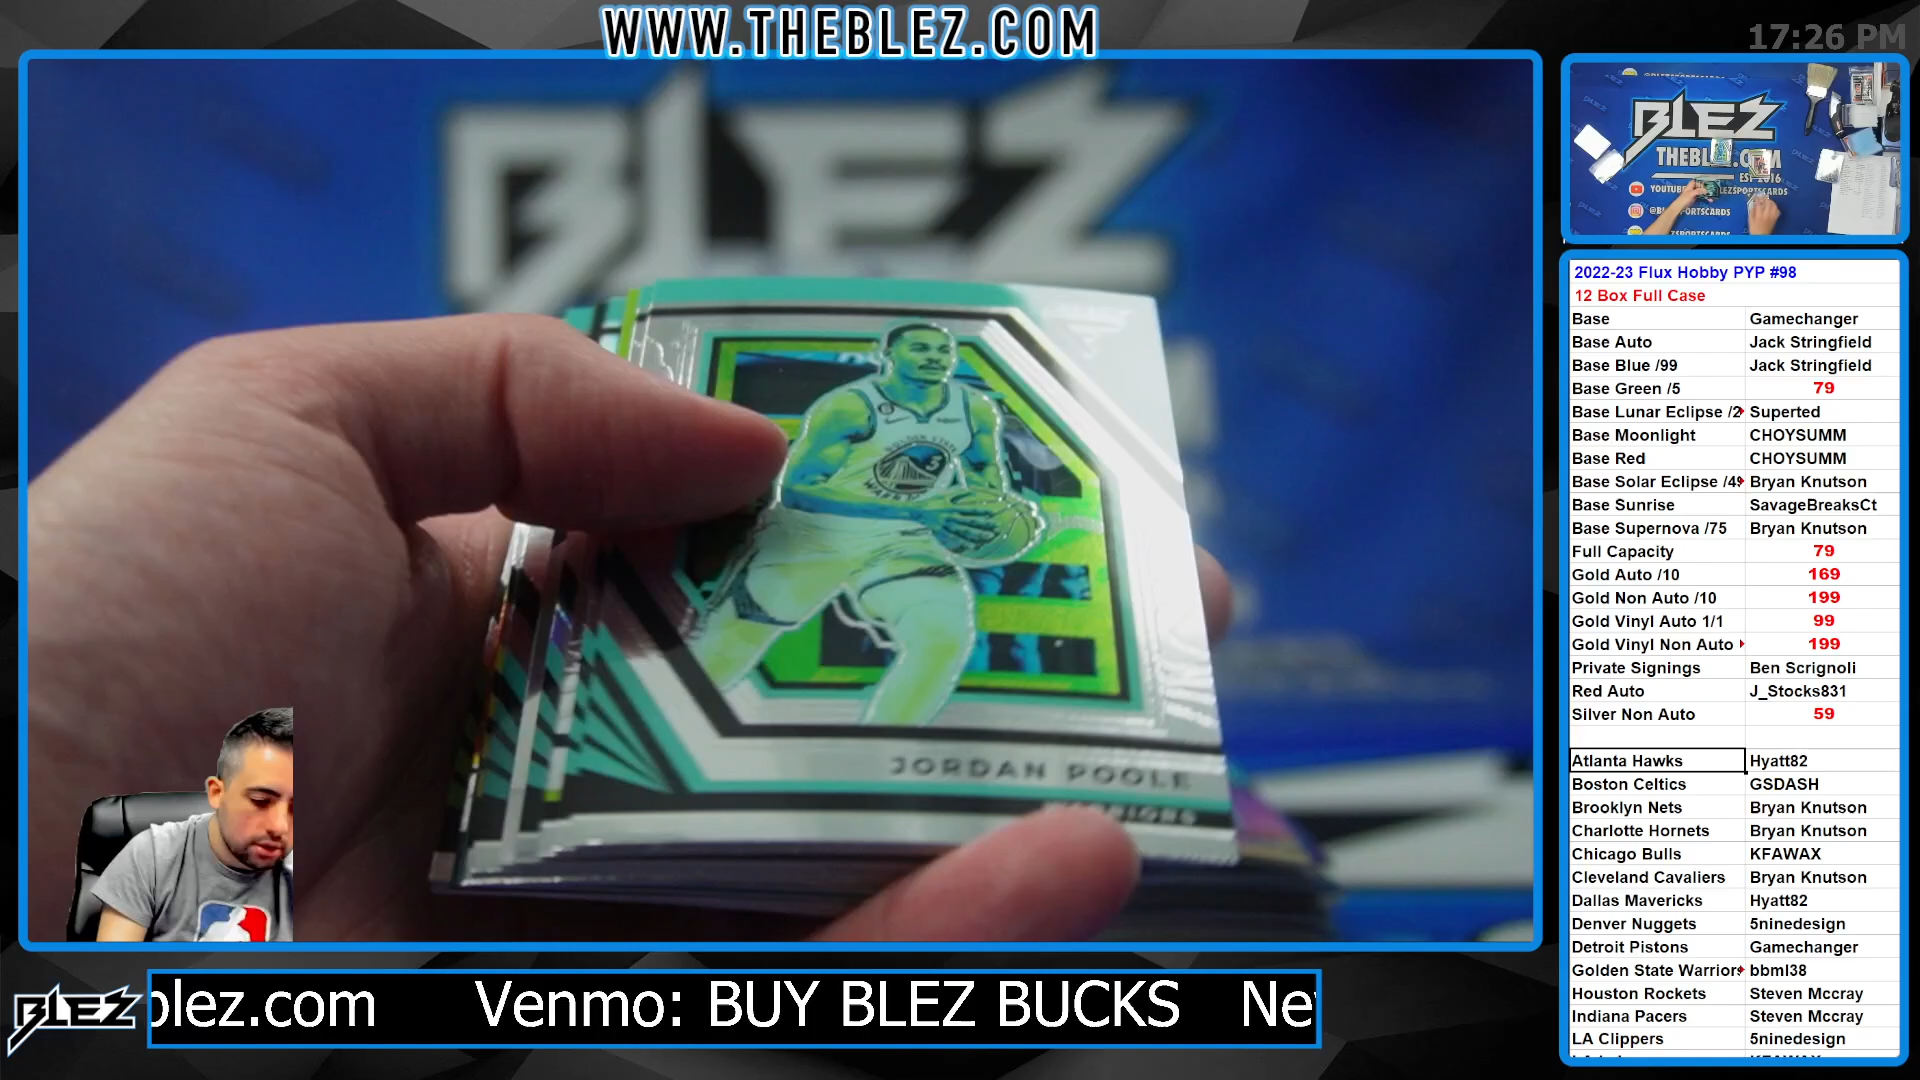 WWW.THEBLEZ.COM
17:26 PM
BLEZ
JORDAN POOLE
BLEZ
THEBLEZ.COM
EST 2016
2022-23 Flux Hobby PYP #98
12 Box Full Case
Base Gamechanger
Base Auto Jack Stringfield
Base Blue /99 Jack Stringfield
Base Green /5 79
Base Lunar Eclipse /2 Superted
Base Moonlight CHOYSUMM
Base Red CHOYSUMM
Base Solar Eclipse /49 Bryan Knutson
Base Sunrise SavageBreaksCt
Base Supernova /75 Bryan Knutson
Full Capacity 79
Gold Auto /10 169
Gold Non Auto /10 199
Gold Vinyl Auto 1/1 99
Gold Vinyl Non Auto 199
Private Signings Ben Scrignoli
Red Auto J_Stocks831
Silver Non Auto 59
Atlanta Hawks Hyatt82
Boston Celtics GSDASH
Brooklyn Nets Bryan Knutson
Charlotte Hornets Bryan Knutson
Chicago Bulls KFAWAX
Cleveland Cavaliers Bryan Knutson
Dallas Mavericks Hyatt82
Denver Nuggets 5ninedesign
Detroit Pistons Gamechanger
Golden State Warriors bbml38
Houston Rockets Steven Mccray
Indiana Pacers Steven Mccray
LA Clippers 5ninedesign
BLEZ
blez.com Venmo: BUY BLEZ BUCKS Ne